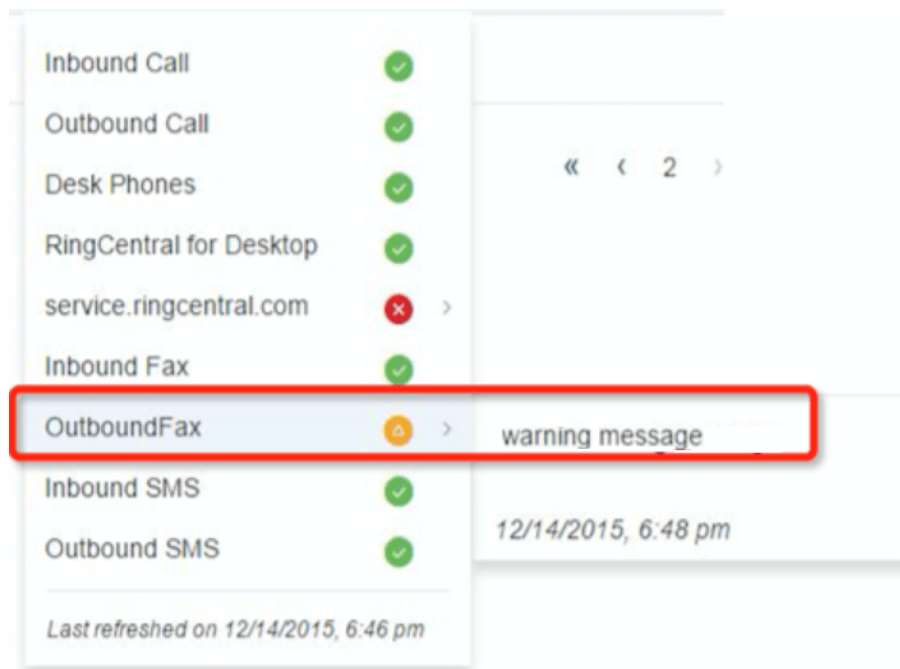 Inbound Call
Outbound Call
Desk Phones
« ‹ 2 ›
RingCentral for Desktop
service.ringcentral.com
Inbound Fax
OutboundFax
warning message
Inbound SMS
12/14/2015, 6:48 pm
Outbound SMS
Last refreshed on 12/14/2015, 6:46 pm